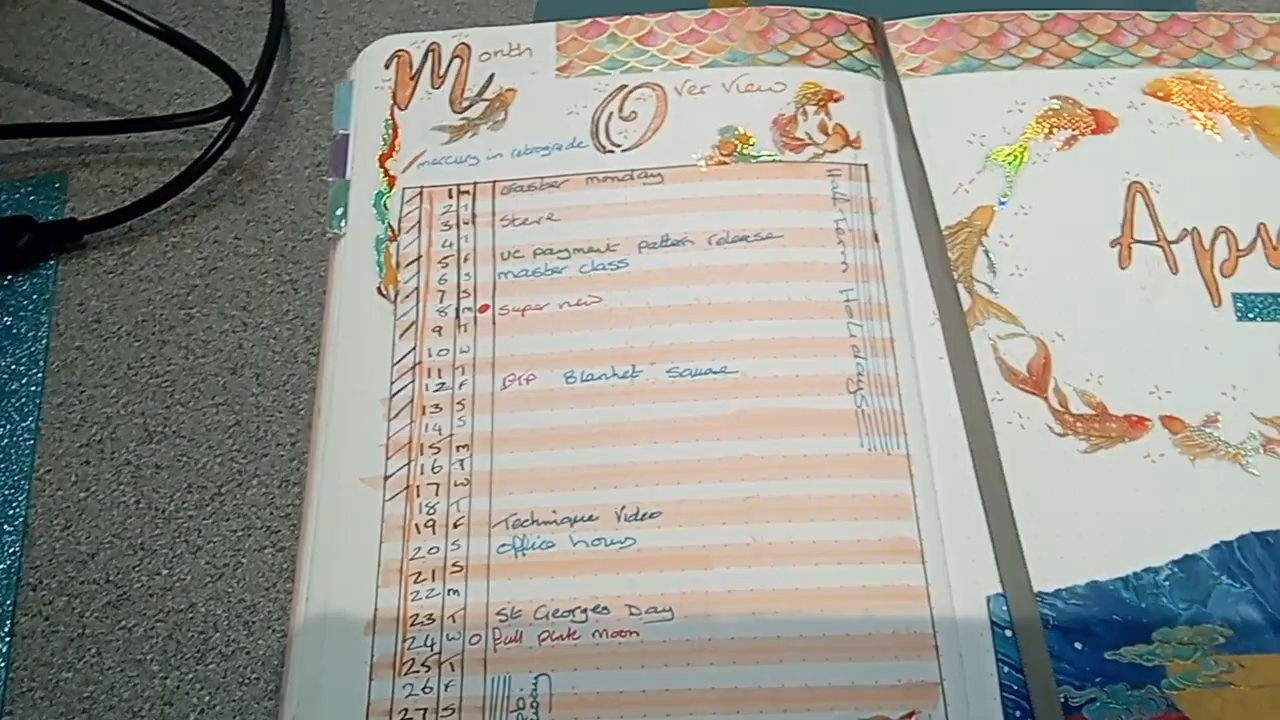 Month
Over View
mercury in retrograde
1 m Easter monday
2 T
3 w Steve
4 T
5 F UC payment pattern release
6 S master class
7 S
8 m super new
9 T
10 W
11 T
12 F Blanket Square
13 S
14 S
15 m
16 T
17 W
18 T
19 F Technique Video
20 S office hours
21 S
22 m
23 T St Georges Day
24 W full pink moon
25 T
26 F
27 S
Half Term Holidays
Apr